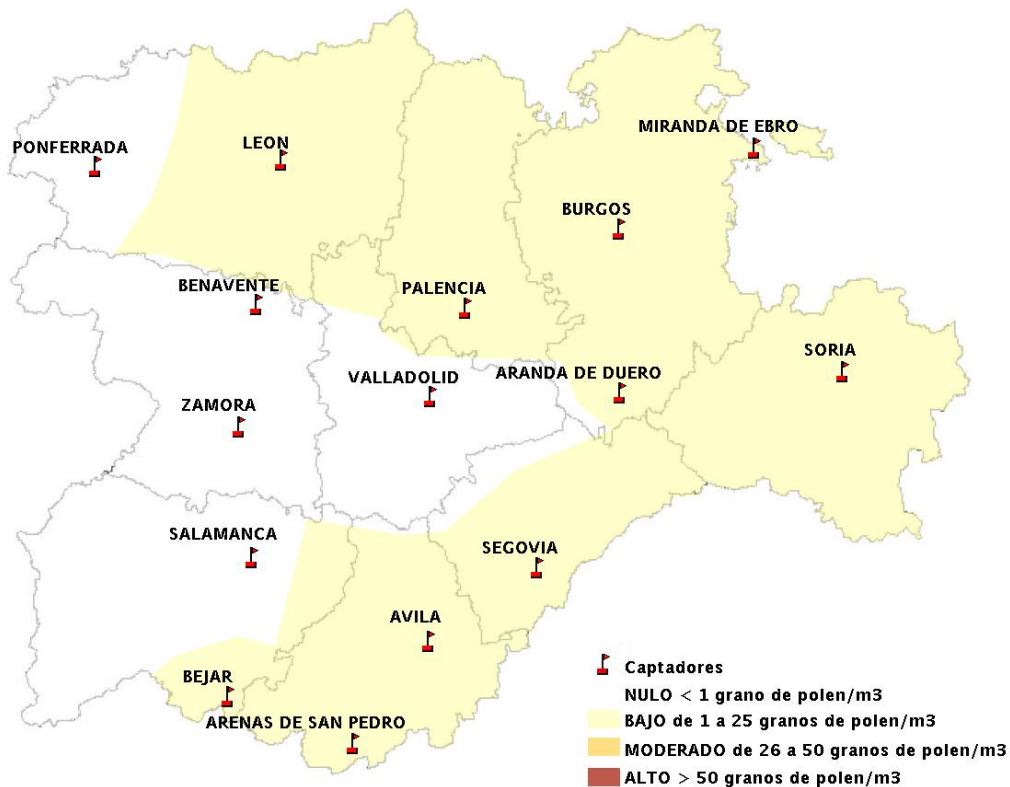 MIRANDA DE EBRO
PONFERRADA
LEON
BURGOS
BENAVENTE
PALENCIA
SORIA
VALLADOLID
ARANDA DE DUERO
ZAMORA
SALAMANCA
SEGOVIA
AVILA
BEJAR
ARENAS DE SAN PEDRO
Captadores
NULO < 1 grano de polen/m3
BAJO de 1 a 25 granos de polen/m3
MODERADO de 26 a 50 granos de polen/m3
ALTO > 50 granos de polen/m3